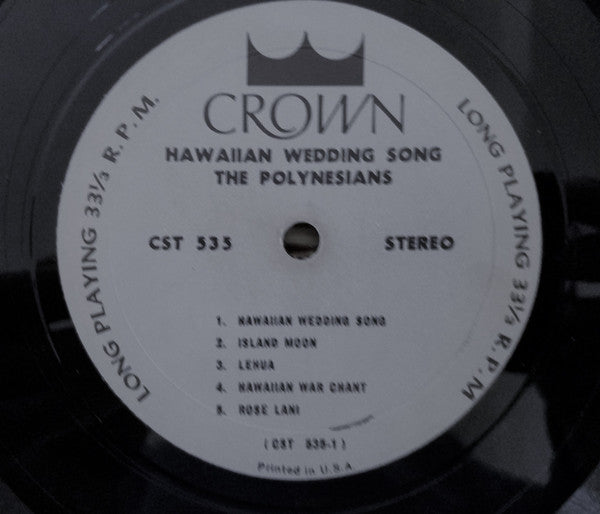 CROWN
HAWAIIAN WEDDING SONG
THE POLYNESIANS
LONG PLAYING 33⅓ R.P.M.
LONG PLAYING 33⅓ R.P.M
CST 535
STEREO
1. HAWAIIAN WEDDING SONG
2. ISLAND MOON
3. LEHUA
4. HAWAIIAN WAR CHANT
5. ROSE LANI
(CST 535-1)
Printed in U.S.A.